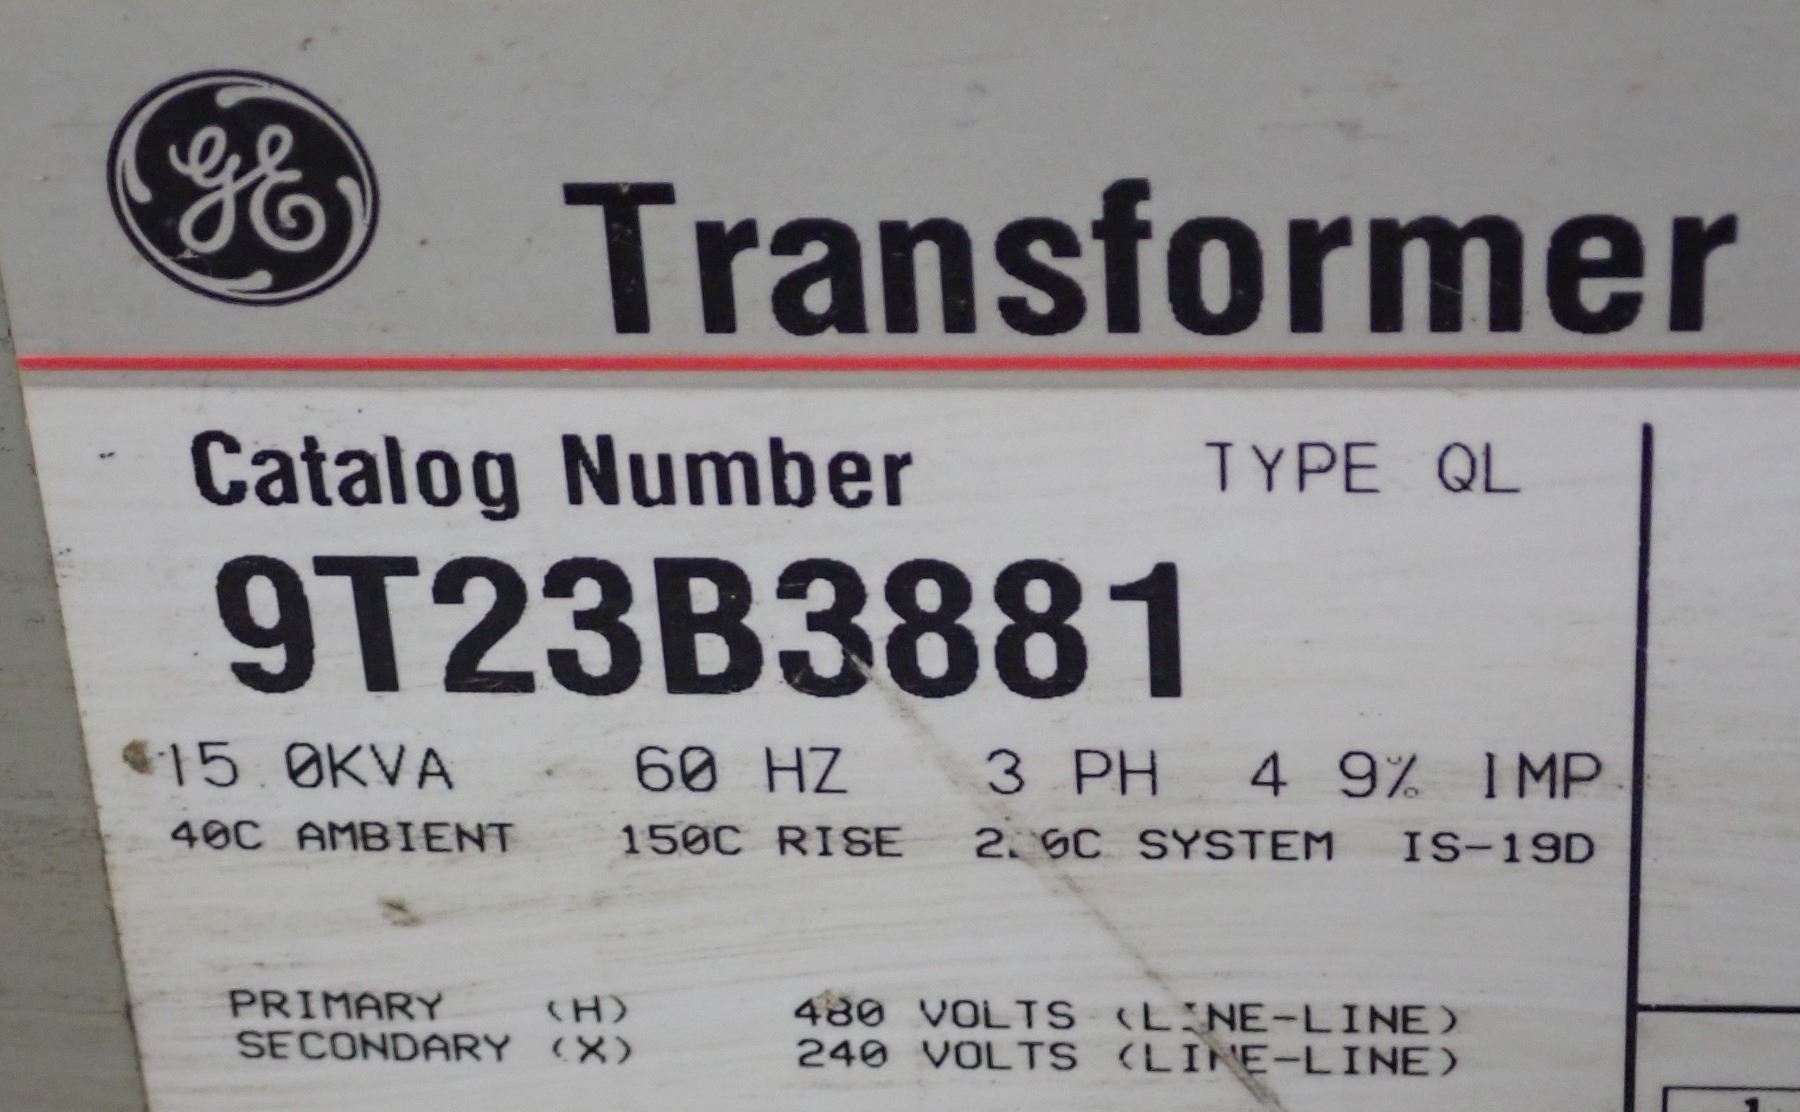 GE
Transformer
Catalog Number TYPE QL
9T23B3881
15 0KVA 60 HZ 3 PH 4 9% IMP
40C AMBIENT 150C RISE SYSTEM IS-19D
PRIMARY (H) 480 VOLTS (LINE-LINE)
SECONDARY (X) 240 VOLTS (LINE-LINE)